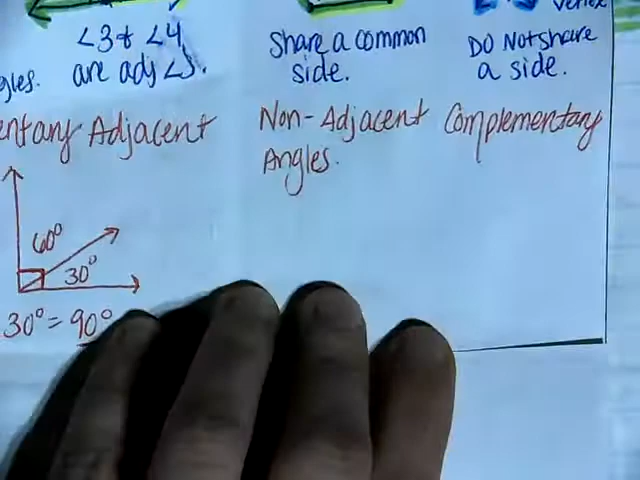 vertex
∠3 & ∠4
are adj ∠s.
gles.
Share a common
side.
DO Not share
a side.
entary Adjacent
Non-Adjacent Complementary
Angles.
60°
30°
30° = 90°